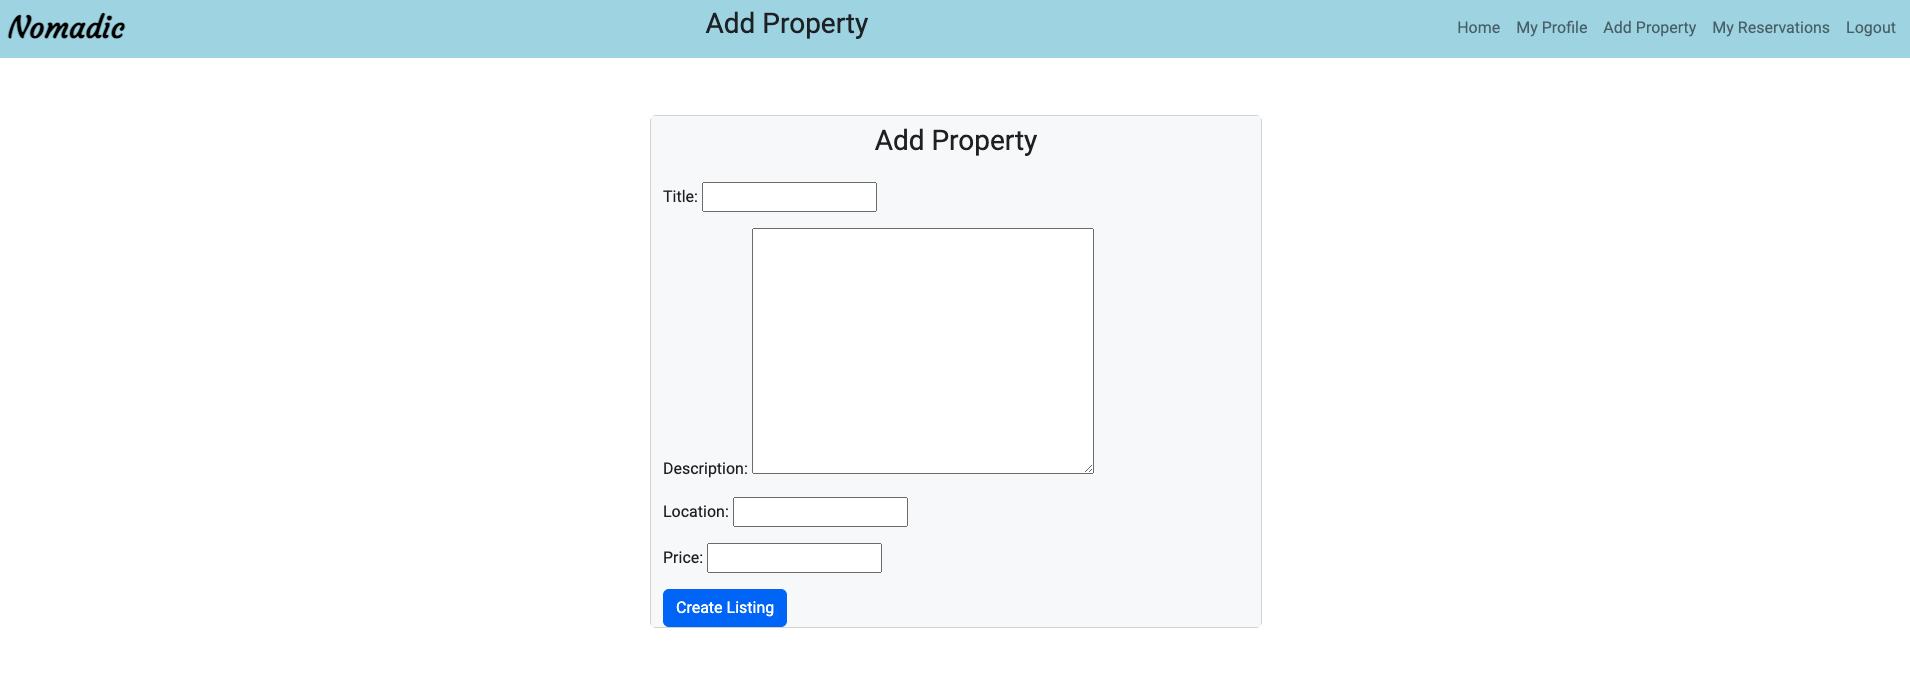 Nomadic
Add Property
Home My Profile Add Property My Reservations Logout
Add Property
Title:
Description:
Location:
Price:
Create Listing